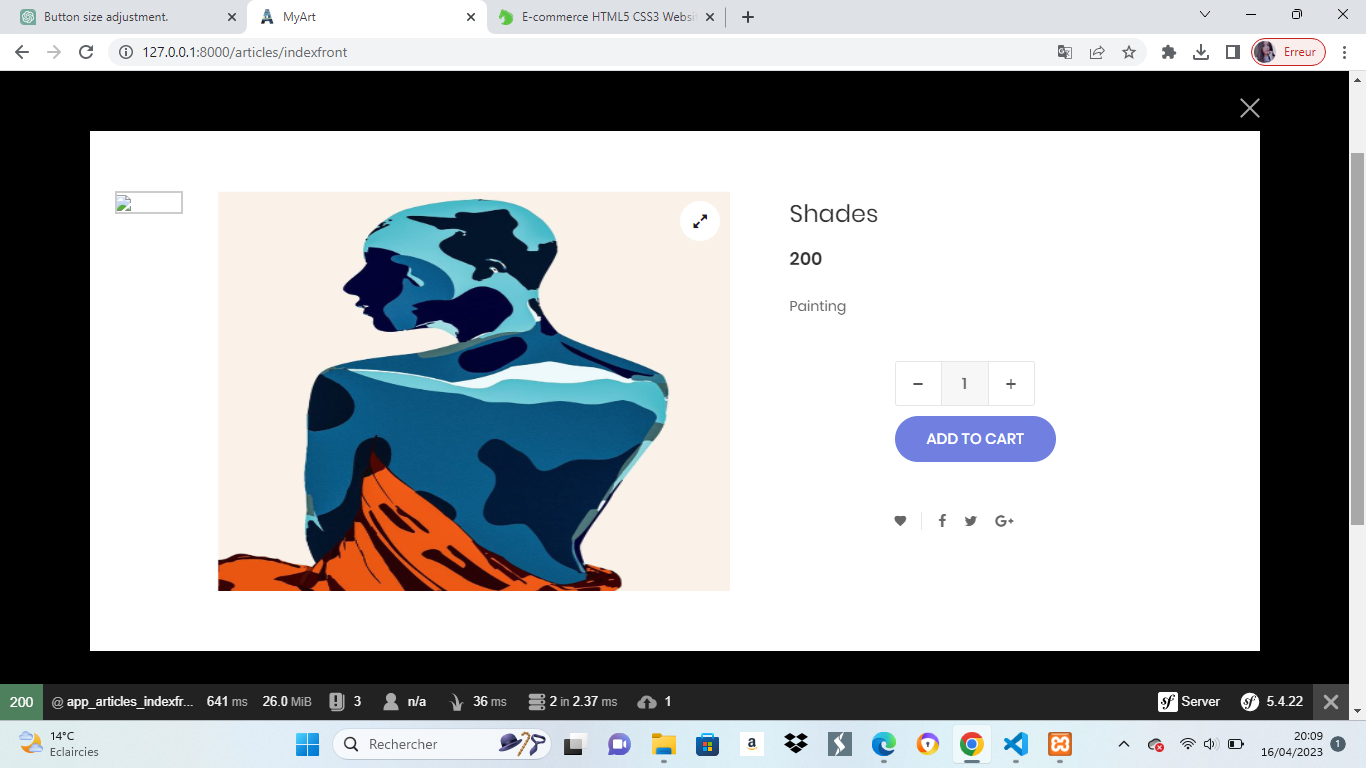 Button size adjustment.
MyArt
E-commerce HTML5 CSS3 Websi
127.0.0.1:8000/articles/indexfront
Erreur
Shades
200
Painting
− 1 +
ADD TO CART
G+
200 @ app_articles_indexfr... 641 ms 26.0 MiB 3 n/a 36 ms 2 in 2.37 ms 1 sf Server sf 5.4.22
14°C
Eclaircies
Rechercher
20:09
16/04/2023
1